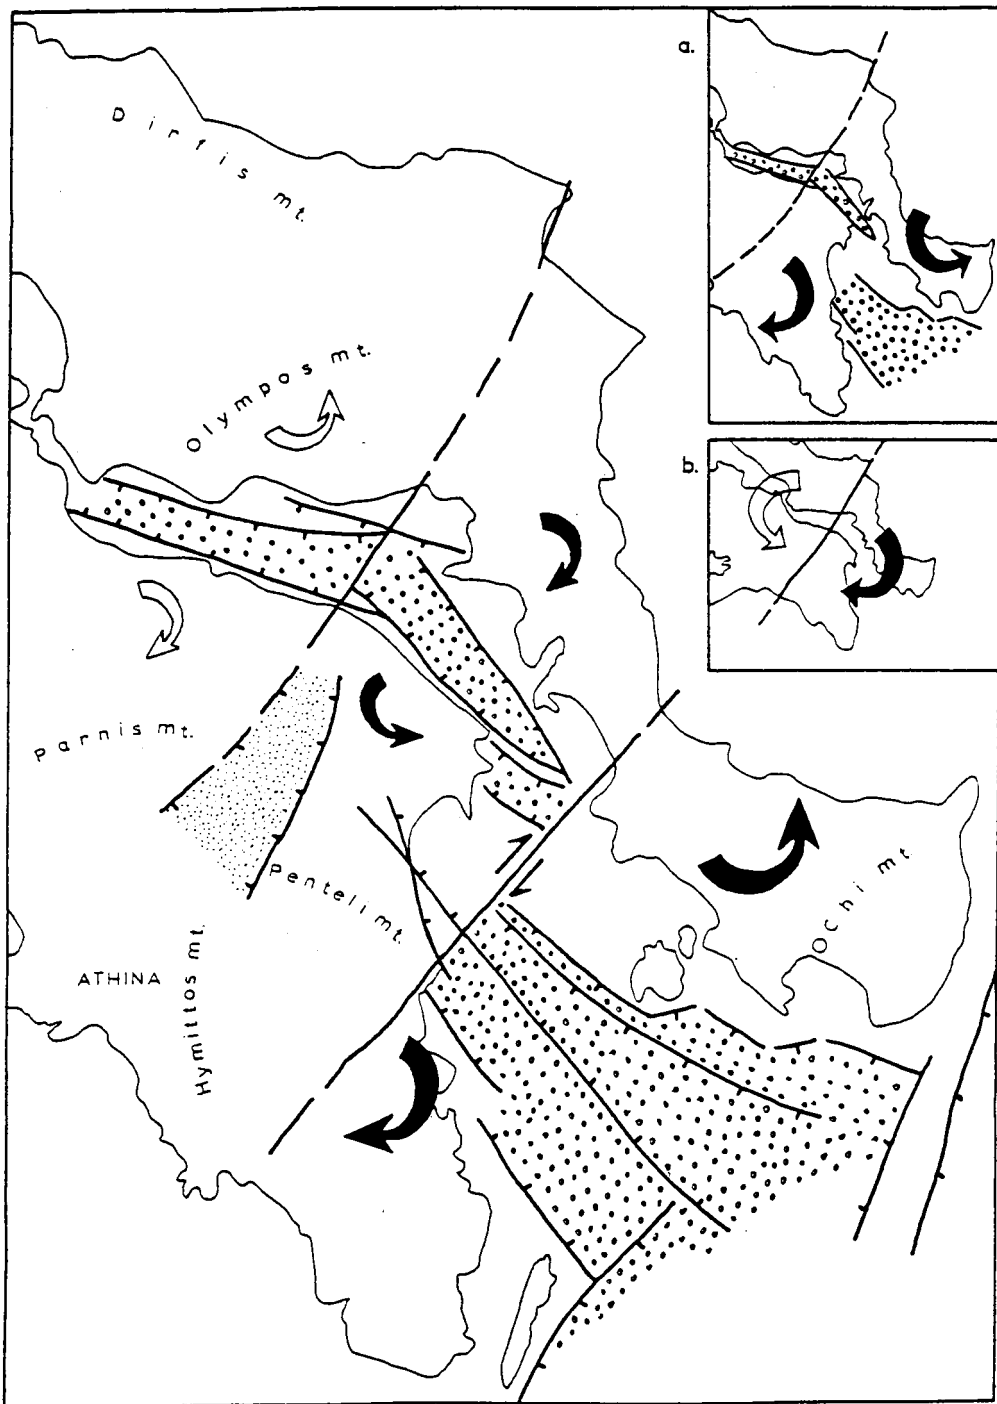 a.
Dirfis mt.
Olympos mt.
b.
Parnis mt.
Penteli mt.
Ochi mt.
ATHINA
Hymittos mt.